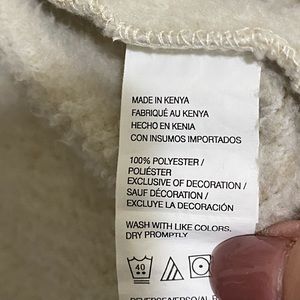 MADE IN KENYA
FABRIQUÉ AU KENYA
HECHO EN KENIA
CON INSUMOS IMPORTADOS
100% POLYESTER /
POLIÉSTER
EXCLUSIVE OF DECORATION /
SAUF DÉCORATION /
EXCLUYE LA DECORACIÓN
WASH WITH LIKE COLORS,
DRY PROMPTLY
40